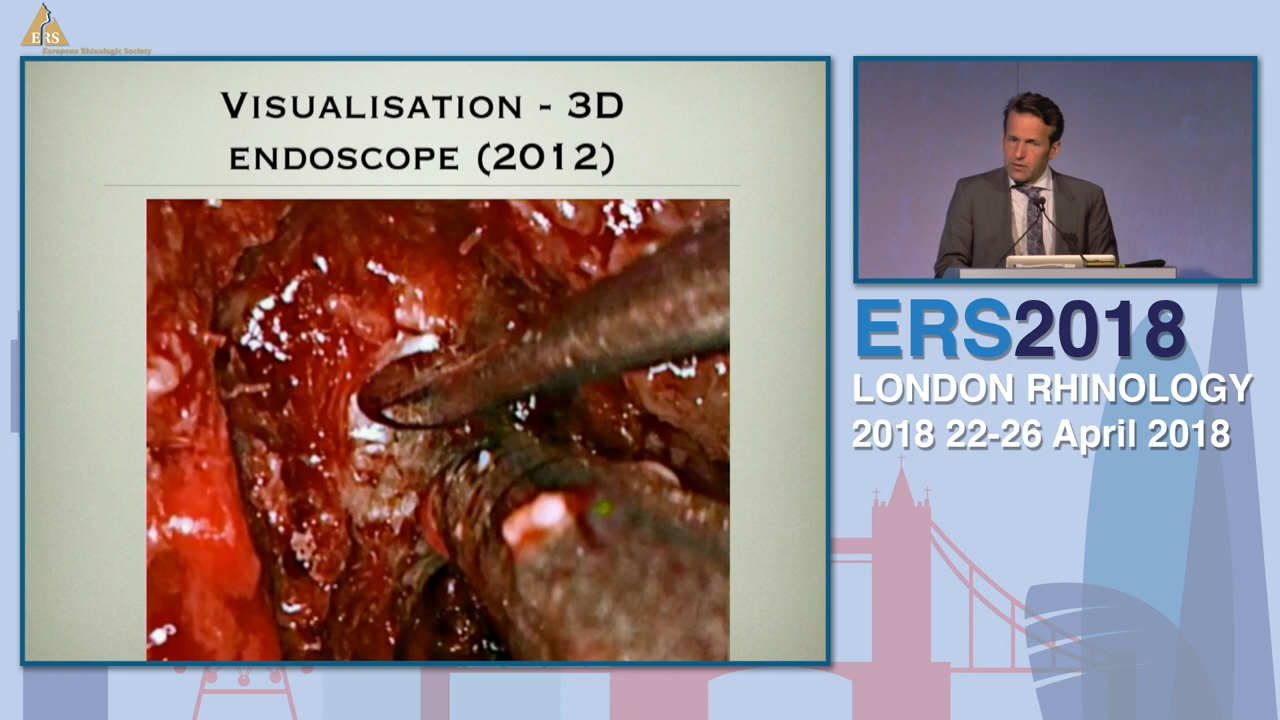 ERS
European Rhinologic Society
VISUALISATION - 3D
ENDOSCOPE (2012)
ERS2018
LONDON RHINOLOGY
2018 22-26 April 2018